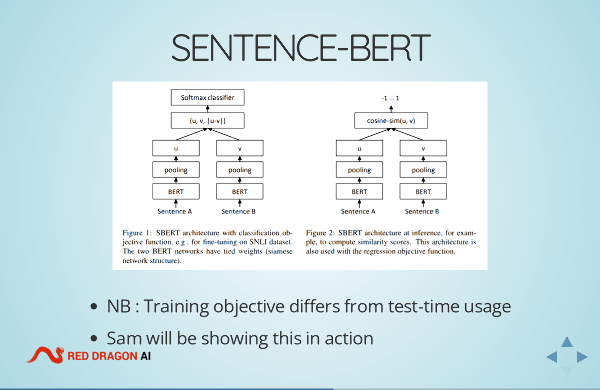 SENTENCE-BERT
Softmax classifier
(u, v, |u-v|)
u v
pooling pooling
BERT BERT
Sentence A Sentence B
Figure 1: SBERT architecture with classification ob-
jective function, e.g., for fine-tuning on SNLI dataset.
The two BERT networks have tied weights (siamese
network structure).
-1 ... 1
cosine-sim(u, v)
u v
pooling pooling
BERT BERT
Sentence A Sentence B
Figure 2: SBERT architecture at inference, for exam-
ple, to compute similarity scores. This architecture is
also used with the regression objective function.
• NB : Training objective differs from test-time usage
• Sam will be showing this in action
RED DRAGON AI